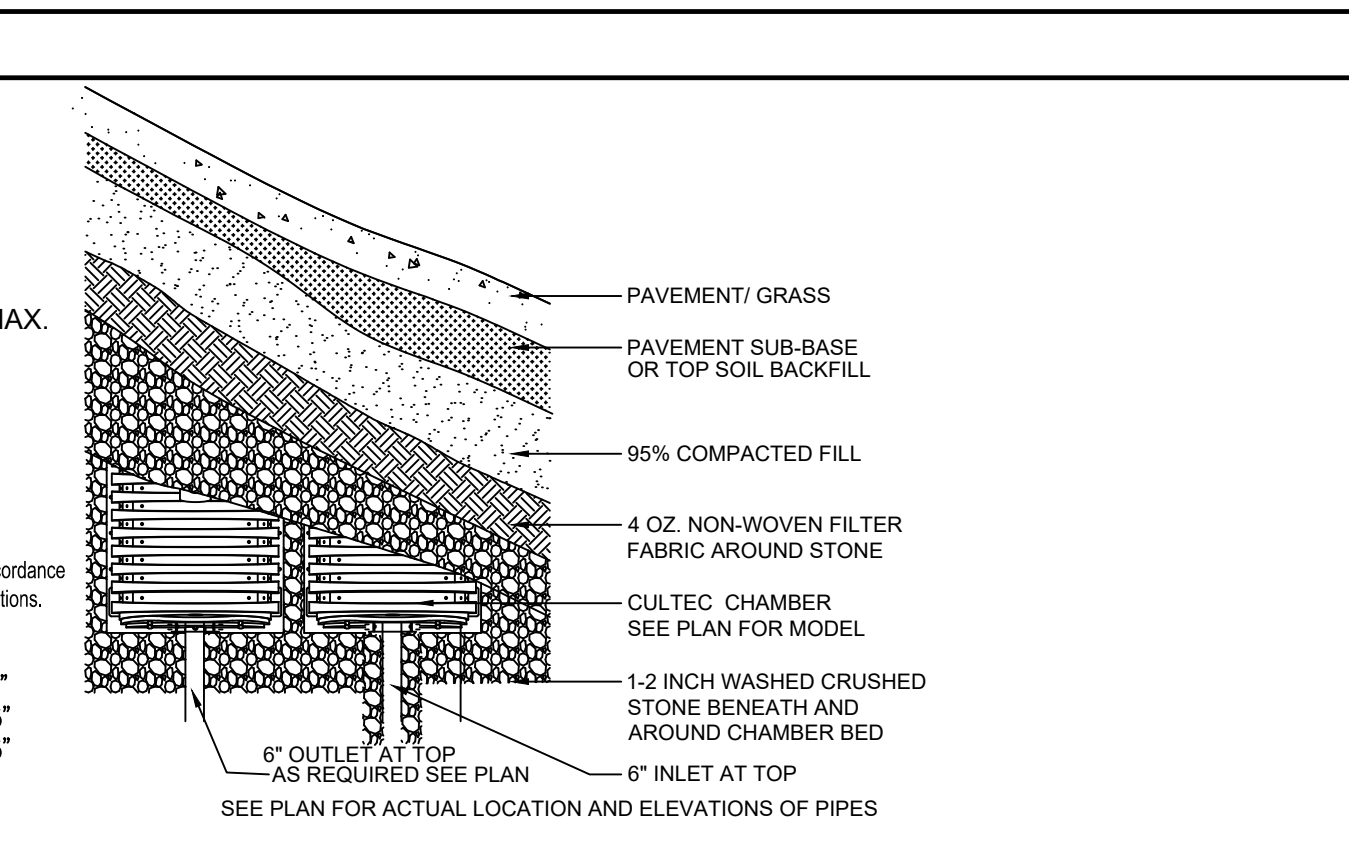 PAVEMENT/ GRASS
MAX.
PAVEMENT SUB-BASE
OR TOP SOIL BACKFILL
95% COMPACTED FILL
4 OZ. NON-WOVEN FILTER
FABRIC AROUND STONE
CULTEC CHAMBER
SEE PLAN FOR MODEL
1-2 INCH WASHED CRUSHED
STONE BENEATH AND
AROUND CHAMBER BED
6" OUTLET AT TOP
AS REQUIRED SEE PLAN
6" INLET AT TOP
SEE PLAN FOR ACTUAL LOCATION AND ELEVATIONS OF PIPES